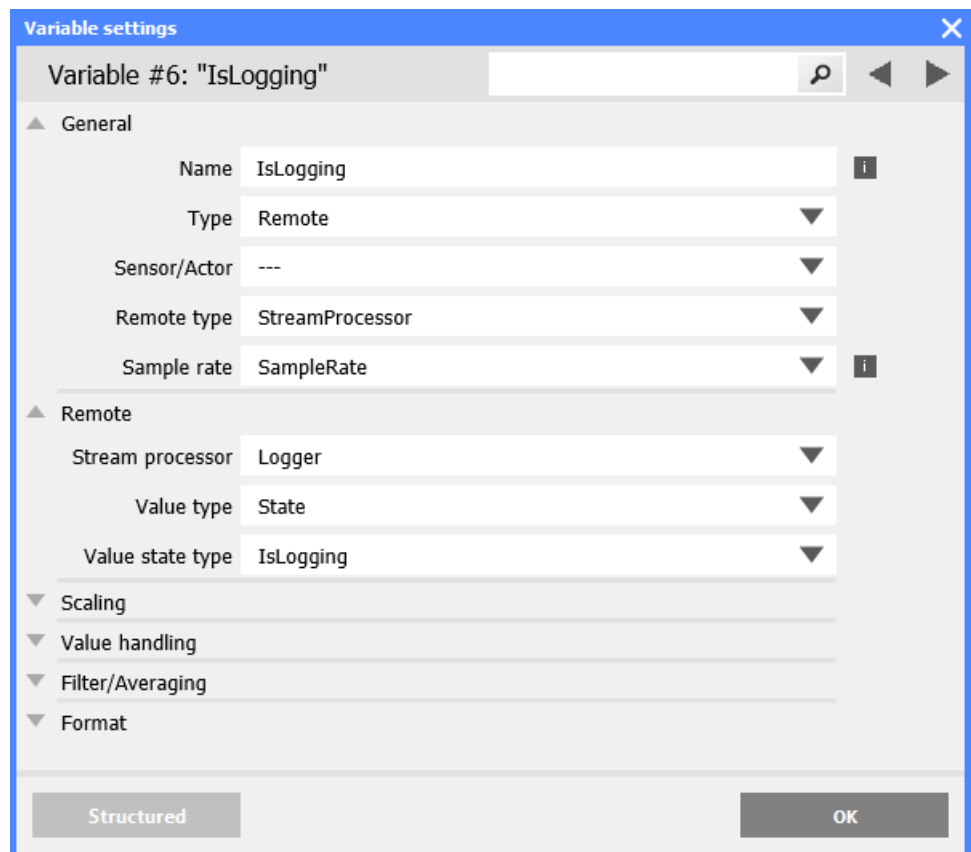 Variable settings
Variable #6: "IsLogging"
General
Name IsLogging i
Type Remote
Sensor/Actor ---
Remote type StreamProcessor
Sample rate SampleRate i
Remote
Stream processor Logger
Value type State
Value state type IsLogging
Scaling
Value handling
Filter/Averaging
Format
Structured OK